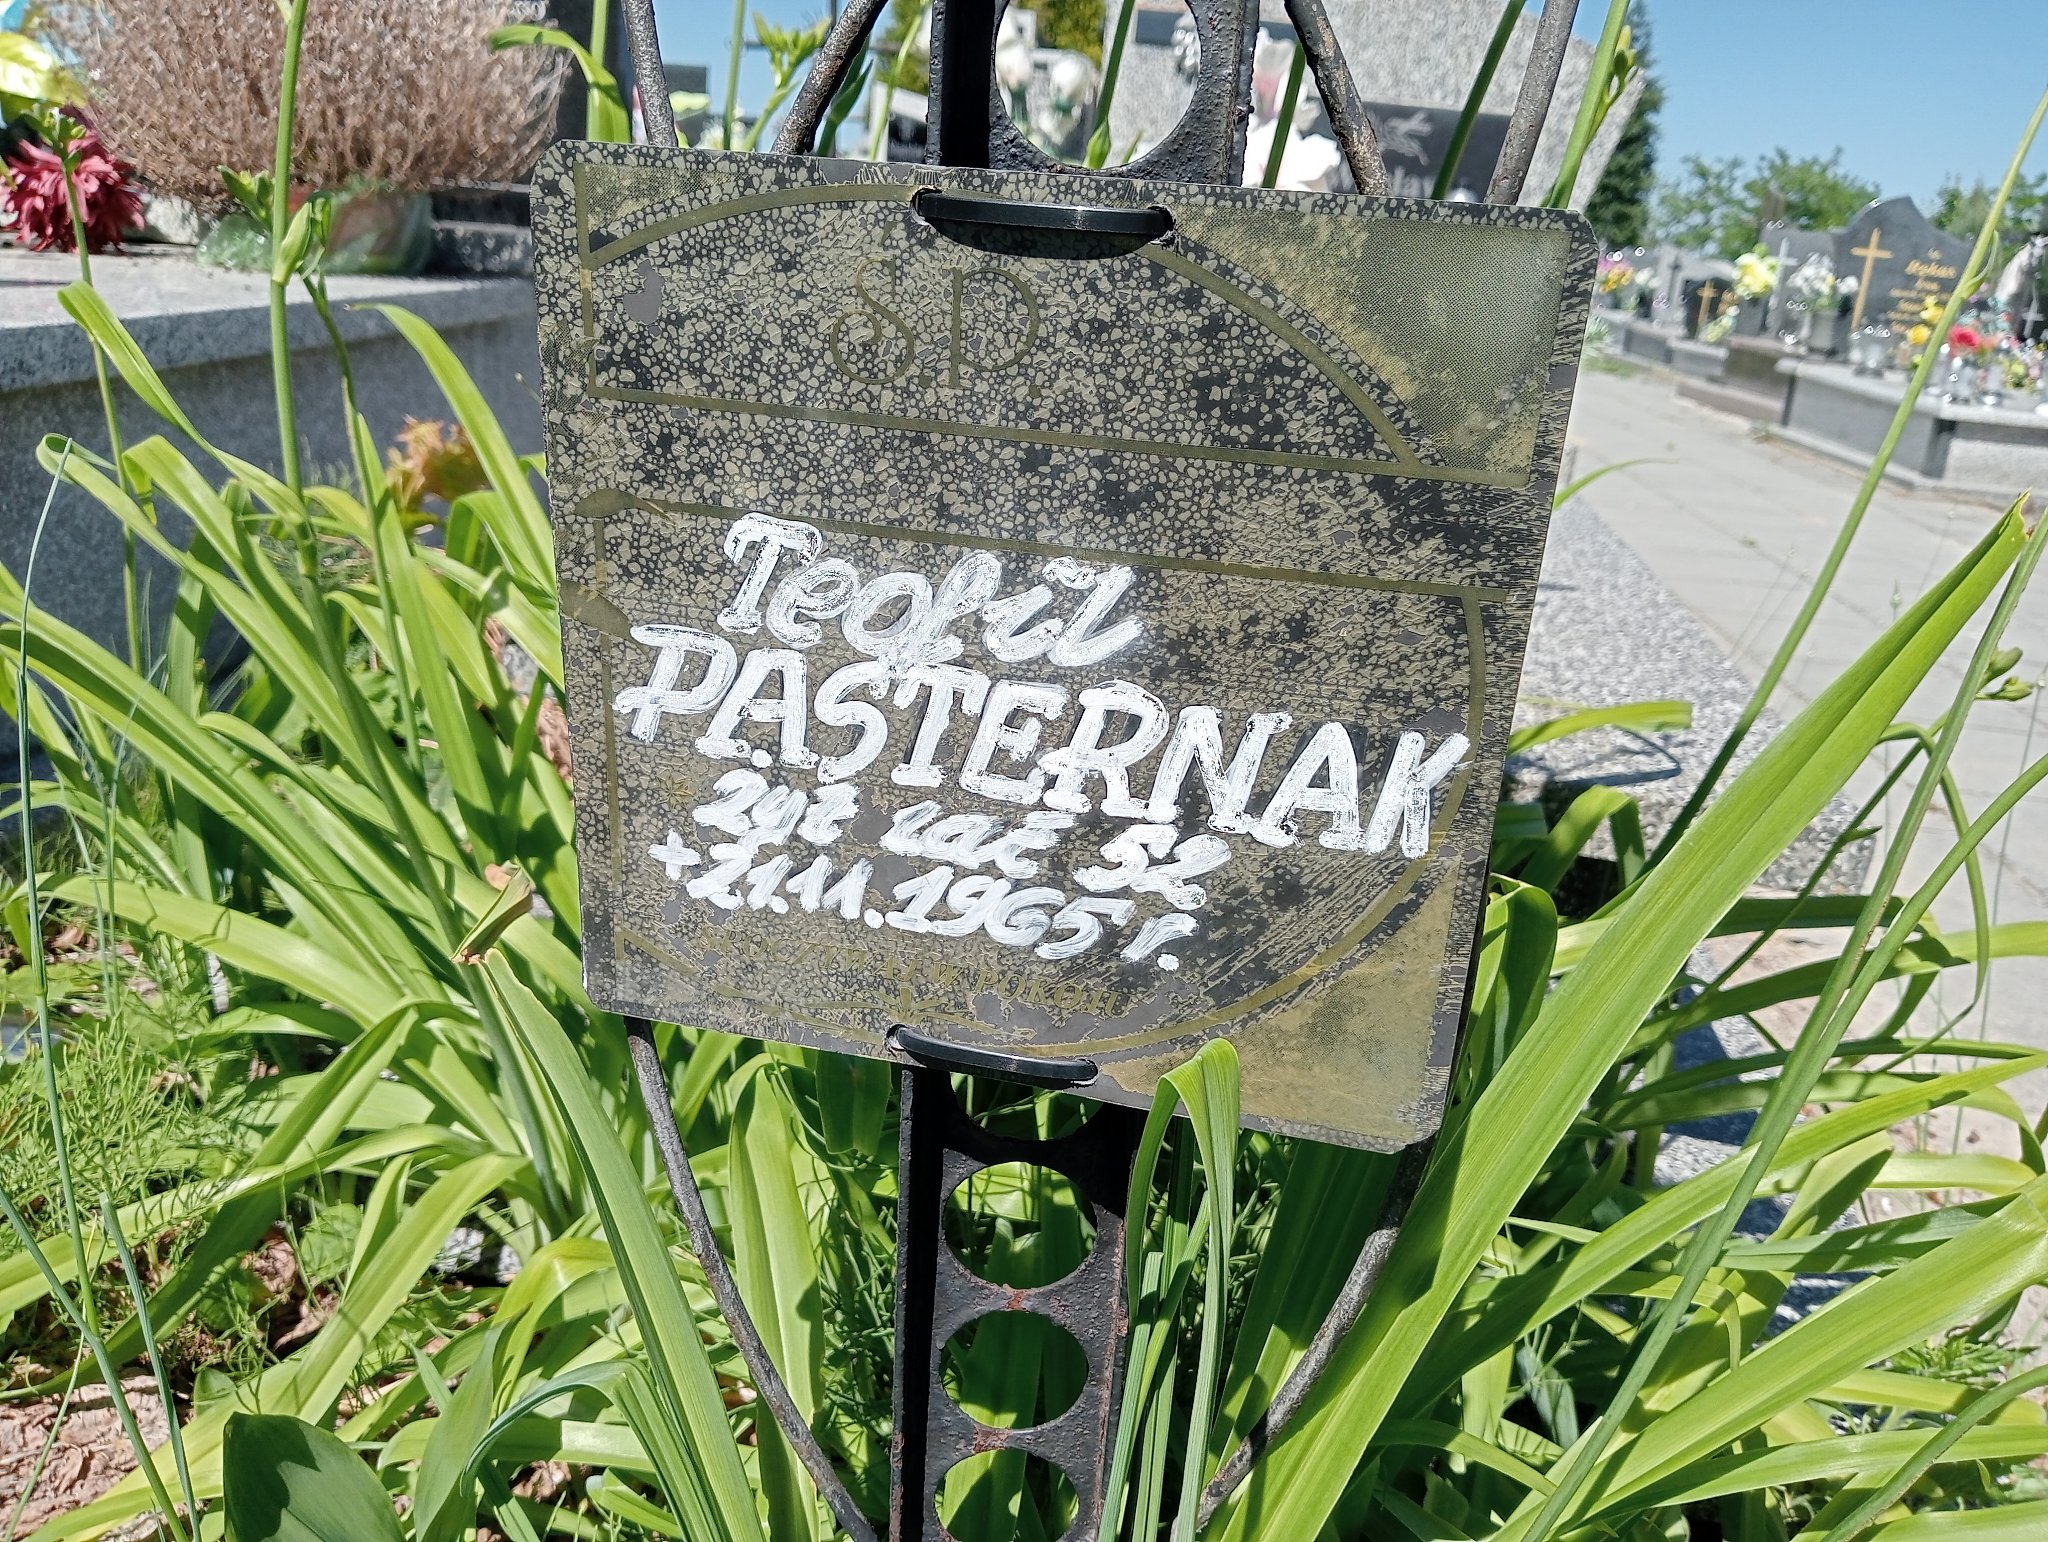 Ś.P.
Teofil
PASTERNAK
żył lat 52
+21.11.1965 r.
SPOCZYWAJ W POKOJU